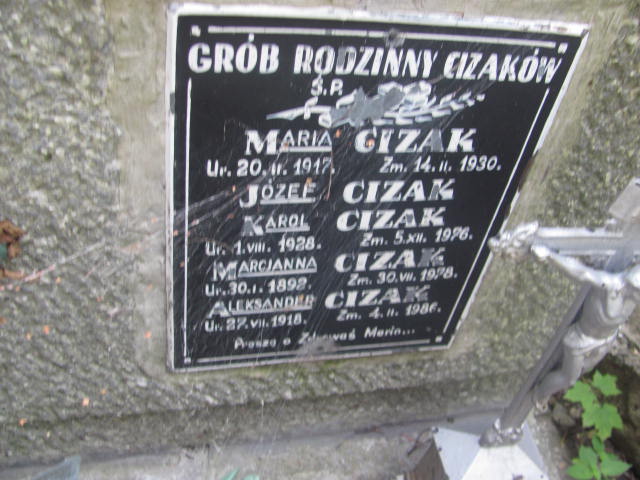 GRÓB RODZINNY CIZAKÓW
Ś.P.
MARIA CIZAK
Ur. 20. II. 1917. Zm. 14. II. 1930.
JÓZEF CIZAK
KAROL CIZAK
Ur. 1. VIII. 1928. Zm. 5. XII. 1976.
MARCJANNA CIZAK
Ur. 30. I. 1892. Zm. 30. VII. 1978.
ALEKSANDER CIZAK
Ur. 27. VII. 1918. Zm. 4. II. 1986.
Proszą o Zdrowaś Maria...